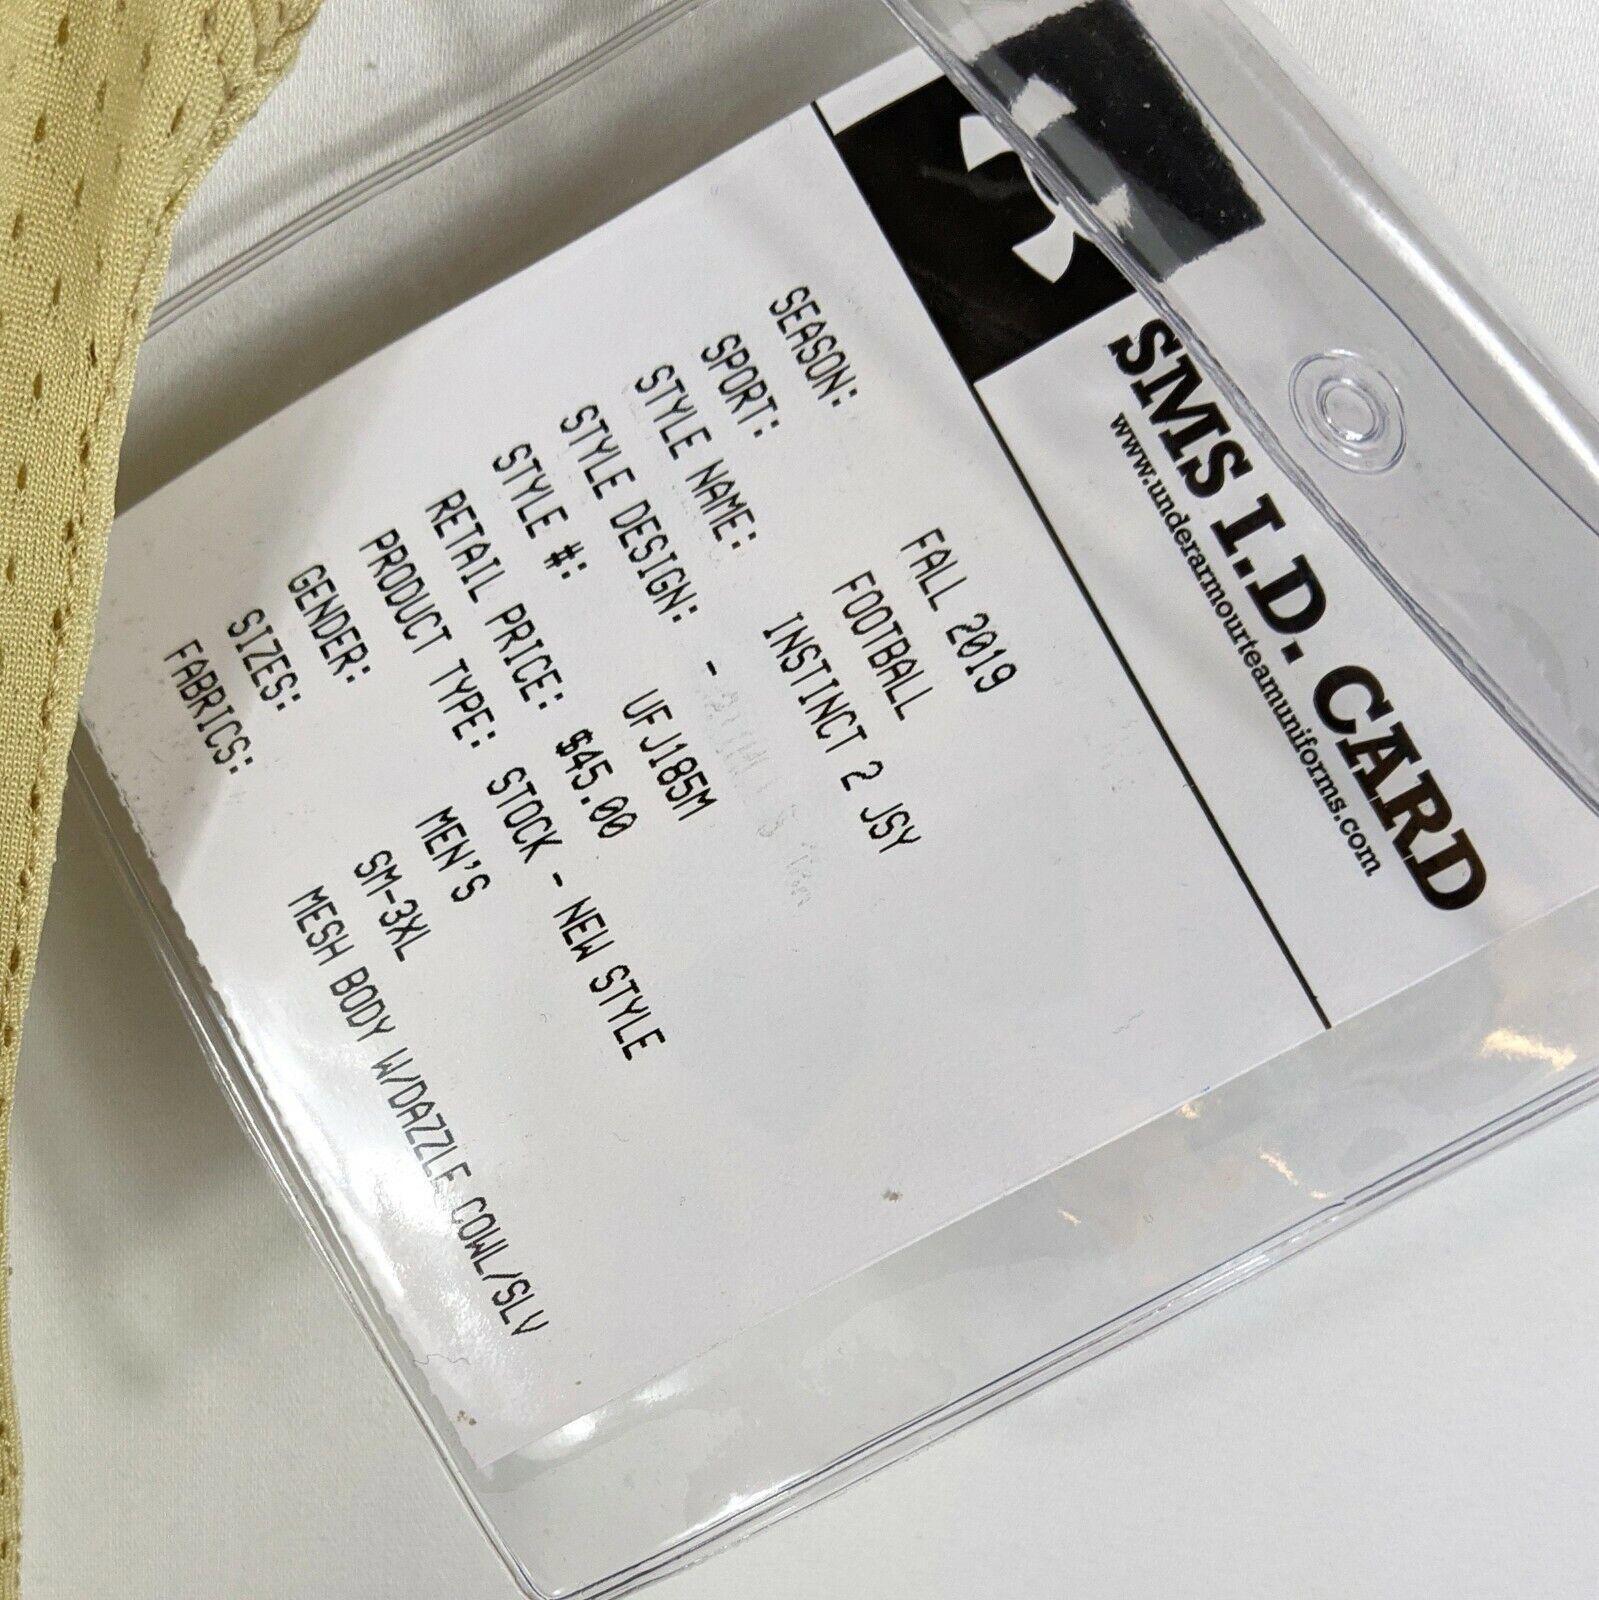 SMS I.D. CARD
www.underarmourteamuniforms.com
SEASON: FALL 2019
SPORT: FOOTBALL
STYLE NAME: INSTINCT 2 JSY
STYLE DESIGN: -
STYLE #: UFJ185M
RETAIL PRICE: $45.00
PRODUCT TYPE: STOCK - NEW STYLE
GENDER: MEN'S
SIZES: SM-3XL
FABRICS: MESH BODY W/DAZZLE COWL/SLV